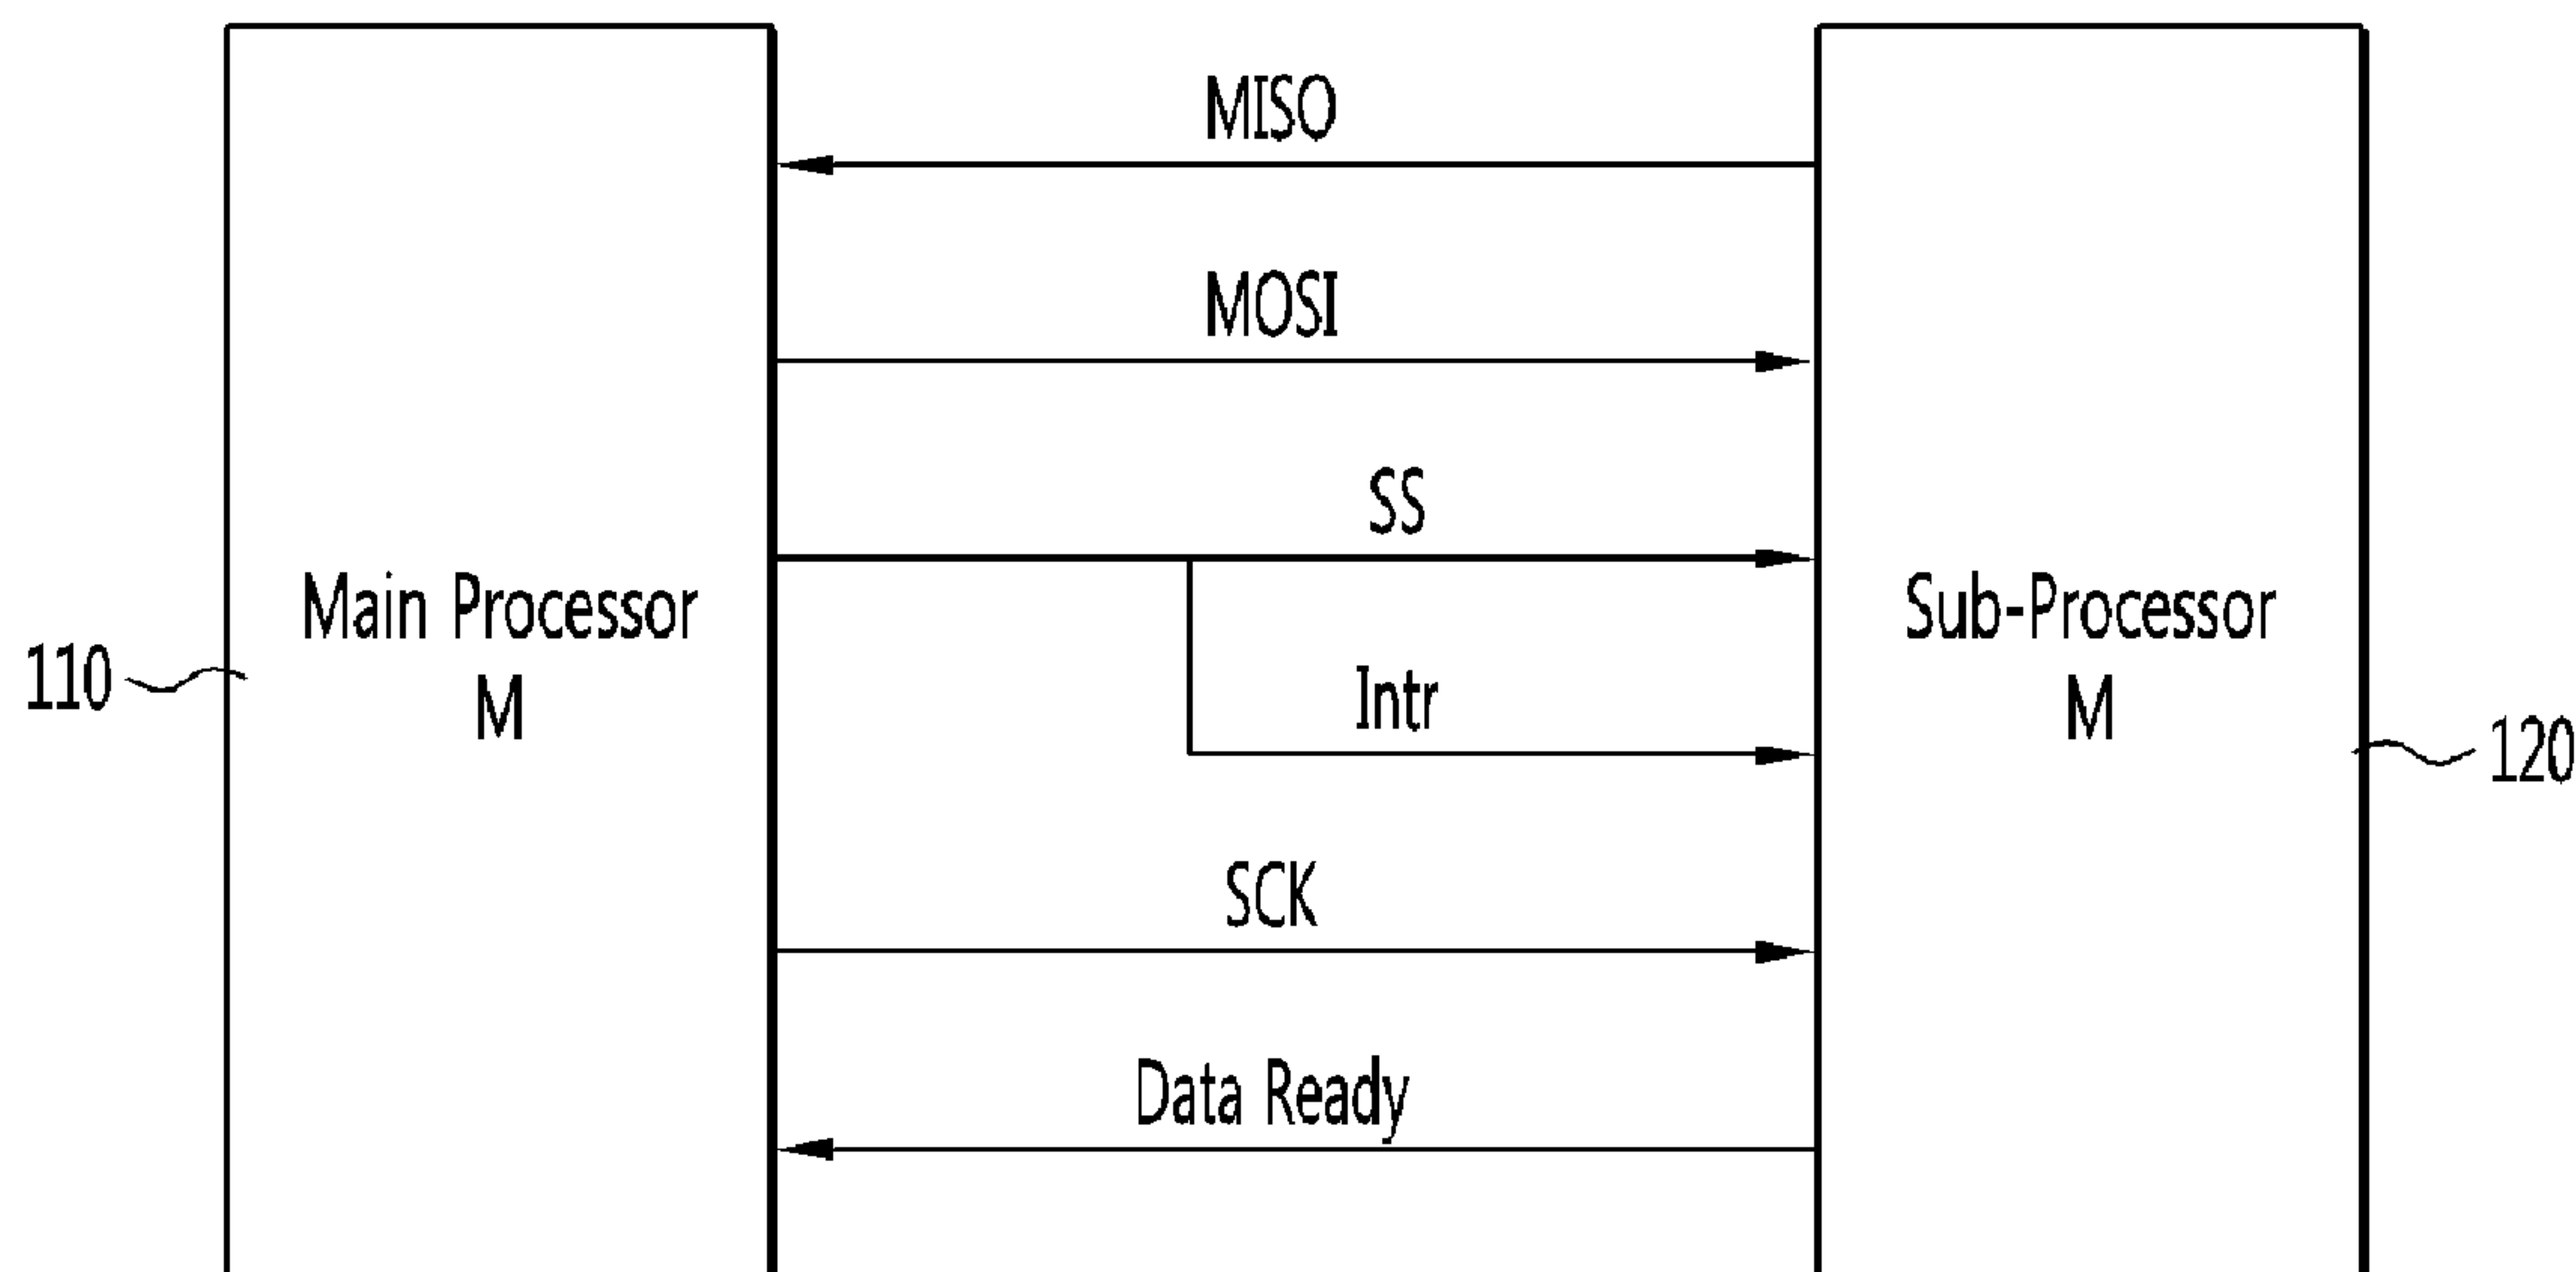 MISO
MOSI
SS
Main Processor
M
110
Sub-Processor
M
120
Intr
SCK
Data Ready